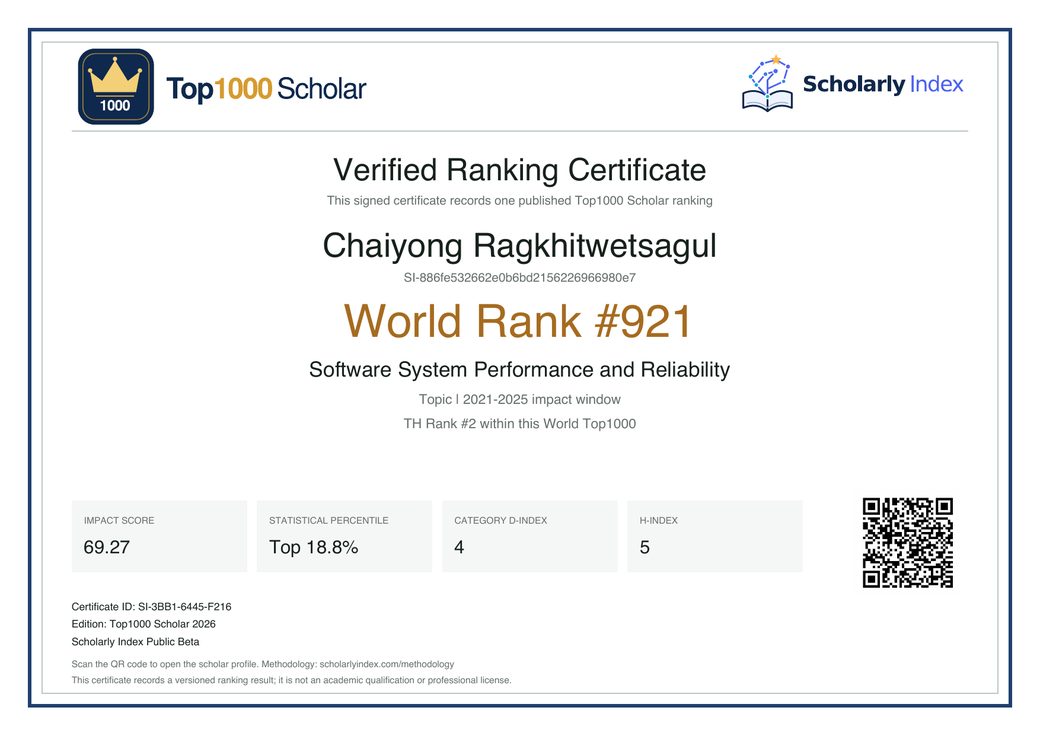 1000
Top1000 Scholar
Scholarly Index
Verified Ranking Certificate
This signed certificate records one published Top1000 Scholar ranking
Chaiyong Ragkhitwetsagul
SI-886fe532662e0b6bd2156226966980e7
World Rank #921
Software System Performance and Reliability
Topic | 2021-2025 impact window
TH Rank #2 within this World Top1000
IMPACT SCORE
69.27
STATISTICAL PERCENTILE
Top 18.8%
CATEGORY D-INDEX
4
H-INDEX
5
Certificate ID: SI-3BB1-6445-F216
Edition: Top1000 Scholar 2026
Scholarly Index Public Beta
Scan the QR code to open the scholar profile. Methodology: scholarlyindex.com/methodology
This certificate records a versioned ranking result; it is not an academic qualification or professional license.